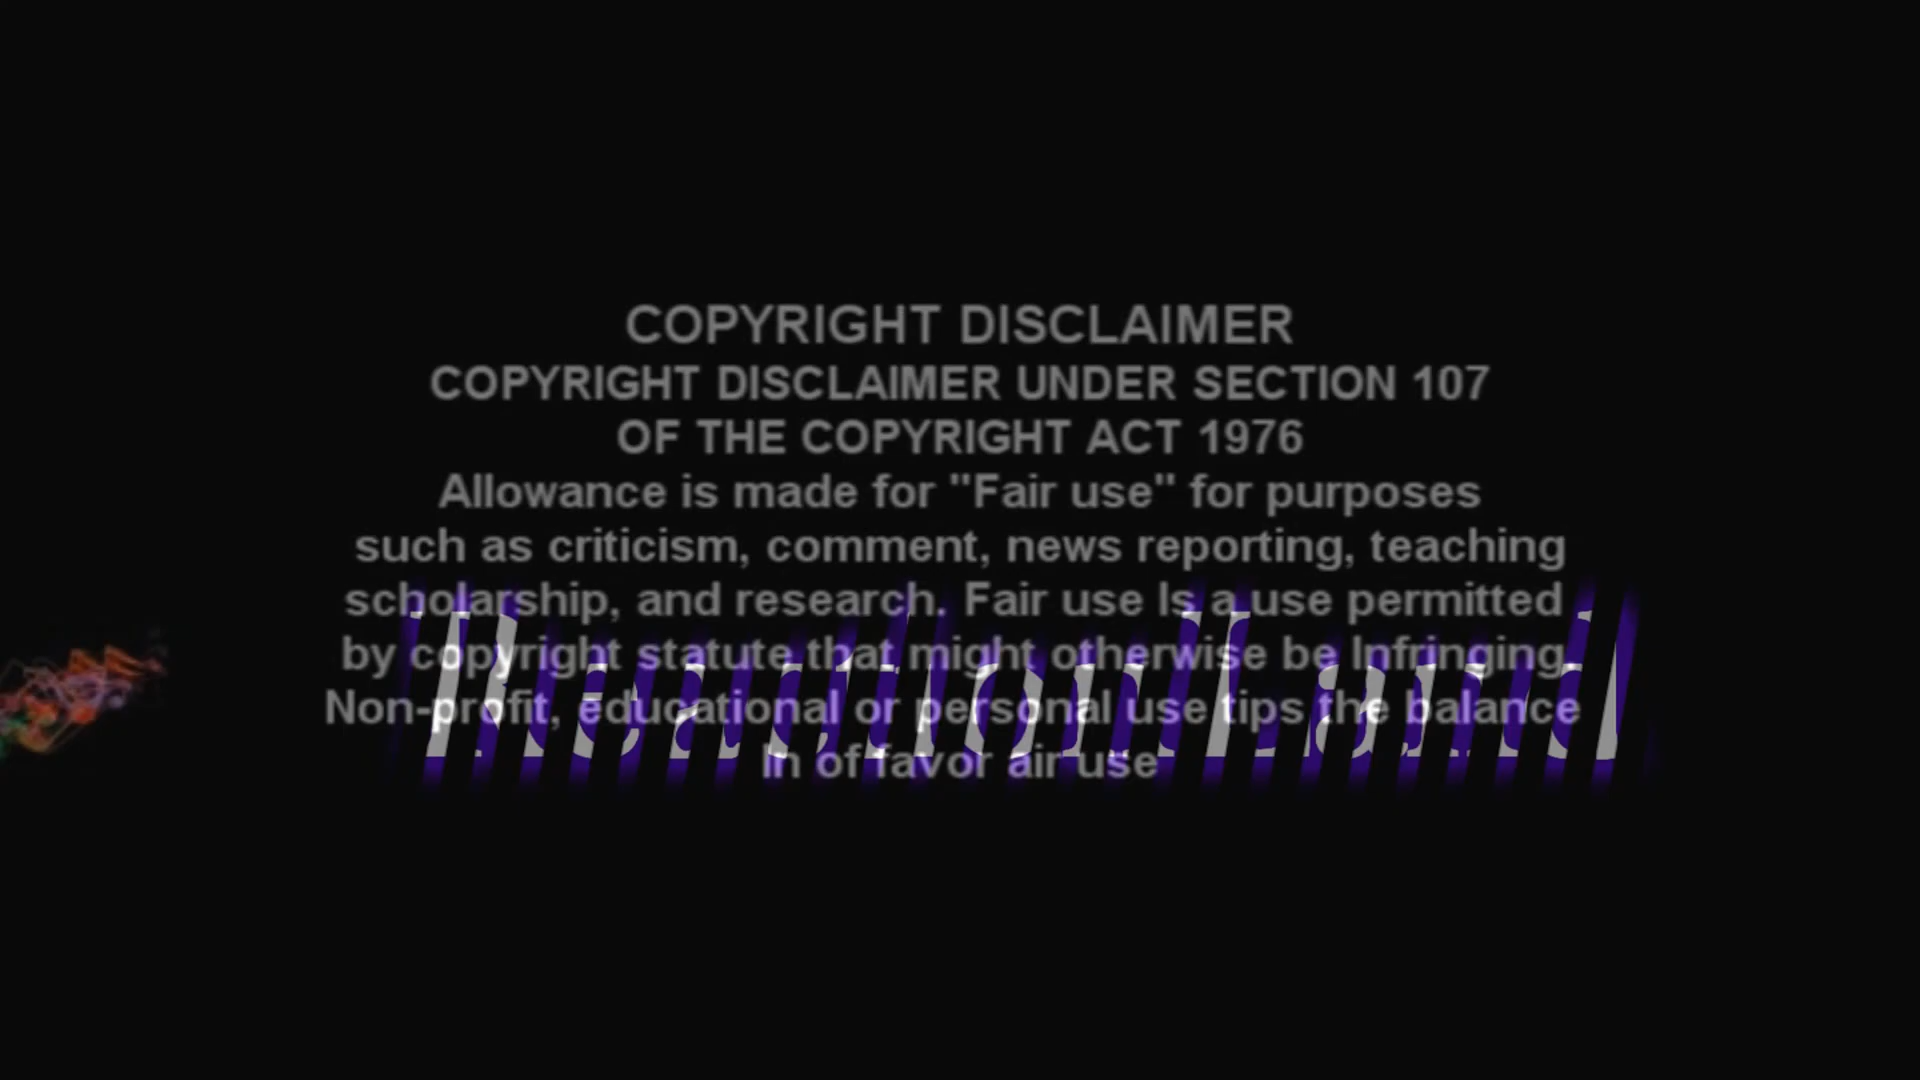 COPYRIGHT DISCLAIMER
COPYRIGHT DISCLAIMER UNDER SECTION 107
OF THE COPYRIGHT ACT 1976
Allowance is made for "Fair use" for purposes
such as criticism, comment, news reporting, teaching
scholarship, and research. Fair use Is a use permitted
by copyright statute that might otherwise be Infringing.
Non-profit, educational or personal use tips the balance
In of favor air use
Reaction Land